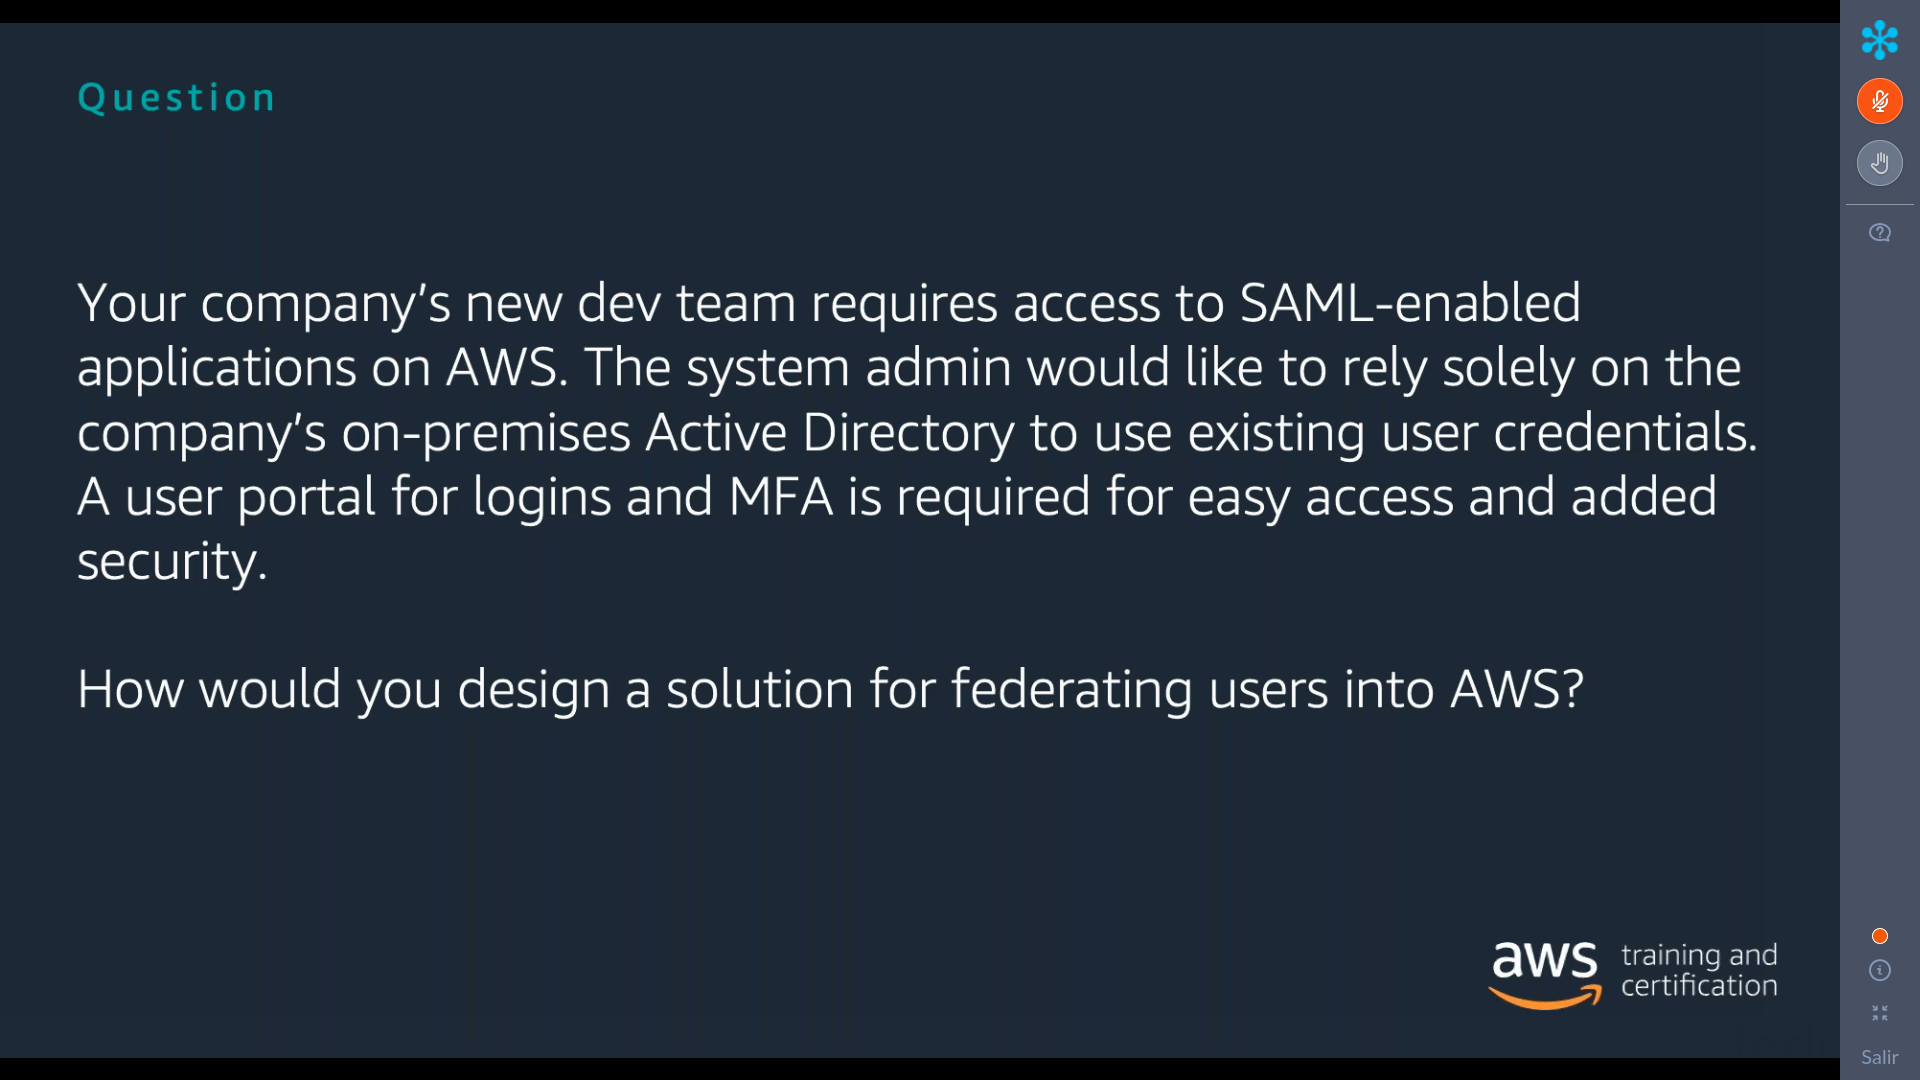 Question
Your company’s new dev team requires access to SAML-enabled
applications on AWS. The system admin would like to rely solely on the
company’s on-premises Active Directory to use existing user credentials.
A user portal for logins and MFA is required for easy access and added
security.
How would you design a solution for federating users into AWS?
aws training and
certification
Salir